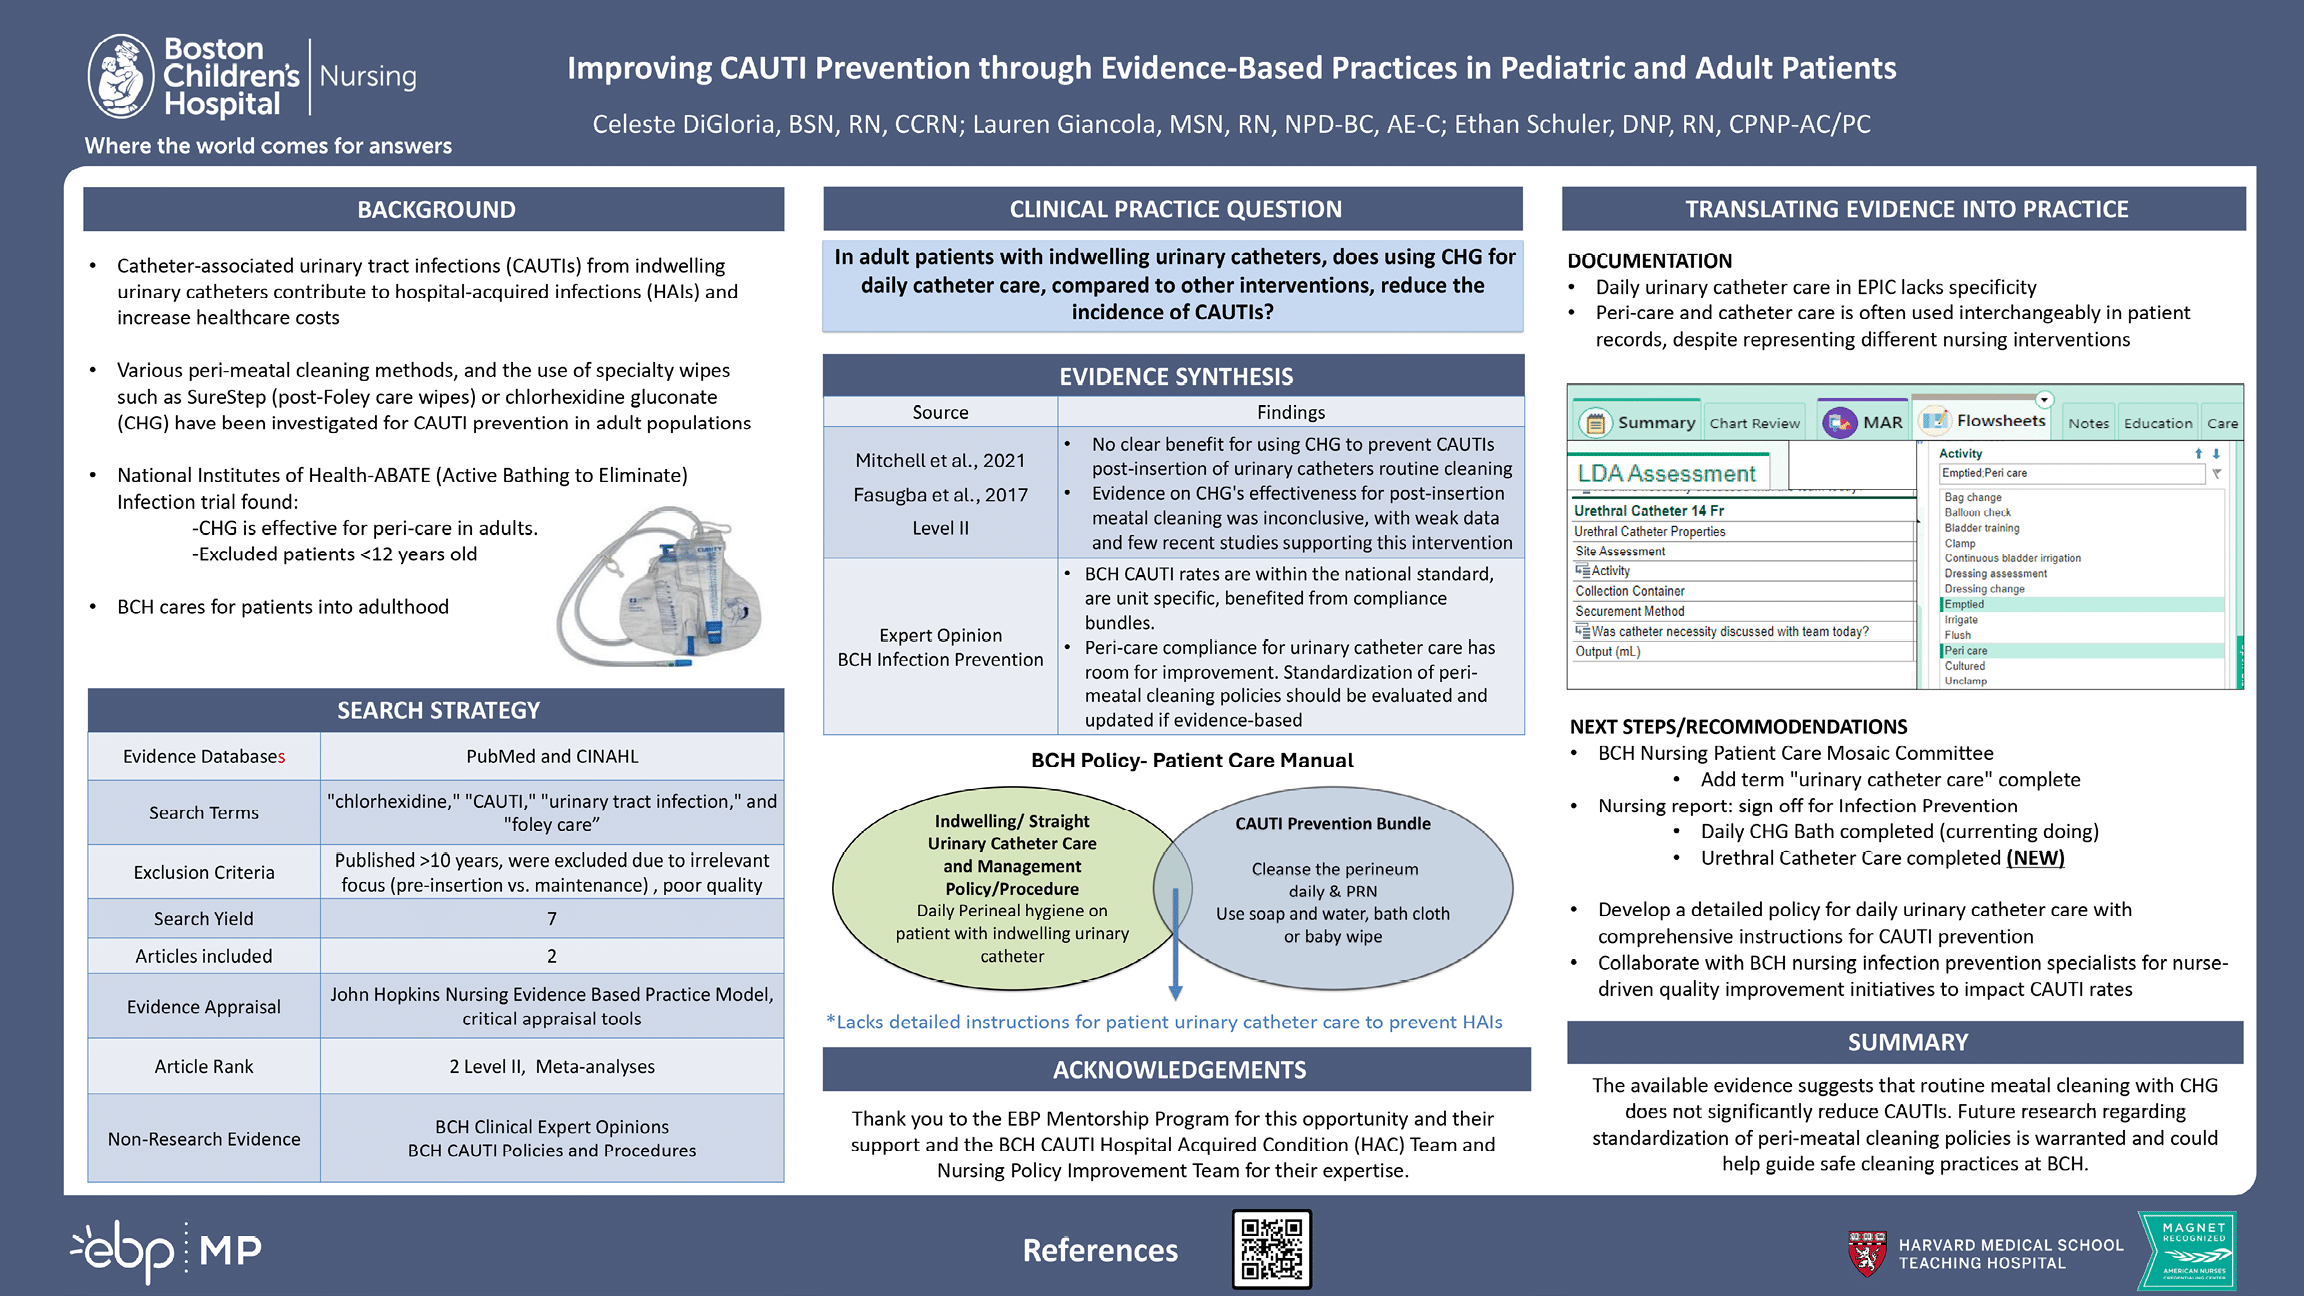 Boston
Children's
Hospital
Nursing
Where the world comes for answers
Improving CAUTI Prevention through Evidence-Based Practices in Pediatric and Adult Patients
Celeste DiGloria, BSN, RN, CCRN; Lauren Giancola, MSN, RN, NPD-BC, AE-C; Ethan Schuler, DNP, RN, CPNP-AC/PC
BACKGROUND
• Catheter-associated urinary tract infections (CAUTIs) from indwelling
urinary catheters contribute to hospital-acquired infections (HAIs) and
increase healthcare costs
• Various peri-meatal cleaning methods, and the use of specialty wipes
such as SureStep (post-Foley care wipes) or chlorhexidine gluconate
(CHG) have been investigated for CAUTI prevention in adult populations
• National Institutes of Health-ABATE (Active Bathing to Eliminate)
Infection trial found:
-CHG is effective for peri-care in adults.
-Excluded patients <12 years old
• BCH cares for patients into adulthood
SEARCH STRATEGY
Evidence Databases
PubMed and CINAHL
Search Terms
"chlorhexidine," "CAUTI," "urinary tract infection," and
"foley care”
Exclusion Criteria
Published >10 years, were excluded due to irrelevant
focus (pre-insertion vs. maintenance) , poor quality
Search Yield
7
Articles included
2
Evidence Appraisal
John Hopkins Nursing Evidence Based Practice Model,
critical appraisal tools
Article Rank
2 Level II, Meta-analyses
Non-Research Evidence
BCH Clinical Expert Opinions
BCH CAUTI Policies and Procedures
CLINICAL PRACTICE QUESTION
In adult patients with indwelling urinary catheters, does using CHG for
daily catheter care, compared to other interventions, reduce the
incidence of CAUTIs?
EVIDENCE SYNTHESIS
Source
Findings
Mitchell et al., 2021
Fasugba et al., 2017
Level II
• No clear benefit for using CHG to prevent CAUTIs
post-insertion of urinary catheters routine cleaning
• Evidence on CHG's effectiveness for post-insertion
meatal cleaning was inconclusive, with weak data
and few recent studies supporting this intervention
Expert Opinion
BCH Infection Prevention
• BCH CAUTI rates are within the national standard,
are unit specific, benefited from compliance
bundles.
• Peri-care compliance for urinary catheter care has
room for improvement. Standardization of peri-
meatal cleaning policies should be evaluated and
updated if evidence-based
BCH Policy- Patient Care Manual
Indwelling/ Straight
Urinary Catheter Care
and Management
Policy/Procedure
Daily Perineal hygiene on
patient with indwelling urinary
catheter
CAUTI Prevention Bundle
Cleanse the perineum
daily & PRN
Use soap and water, bath cloth
or baby wipe
*Lacks detailed instructions for patient urinary catheter care to prevent HAIs
ACKNOWLEDGEMENTS
Thank you to the EBP Mentorship Program for this opportunity and their
support and the BCH CAUTI Hospital Acquired Condition (HAC) Team and
Nursing Policy Improvement Team for their expertise.
TRANSLATING EVIDENCE INTO PRACTICE
DOCUMENTATION
• Daily urinary catheter care in EPIC lacks specificity
• Peri-care and catheter care is often used interchangeably in patient
records, despite representing different nursing interventions
Summary
Chart Review
MAR
Flowsheets
Notes
Education
Care
LDA Assessment
Urethral Catheter 14 Fr
Urethral Catheter Properties
Site Assessment
Activity
Collection Container
Securement Method
Was catheter necessity discussed with team today?
Output (mL)
Activity
Emptied;Peri care
Bag change
Balloon check
Bladder training
Clamp
Continuous bladder irrigation
Dressing assessment
Dressing change
Emptied
Irrigate
Flush
Peri care
Cultured
Unclamp
NEXT STEPS/RECOMMODENDATIONS
• BCH Nursing Patient Care Mosaic Committee
• Add term "urinary catheter care" complete
• Nursing report: sign off for Infection Prevention
• Daily CHG Bath completed (currenting doing)
• Urethral Catheter Care completed (NEW)
• Develop a detailed policy for daily urinary catheter care with
comprehensive instructions for CAUTI prevention
• Collaborate with BCH nursing infection prevention specialists for nurse-
driven quality improvement initiatives to impact CAUTI rates
SUMMARY
The available evidence suggests that routine meatal cleaning with CHG
does not significantly reduce CAUTIs. Future research regarding
standardization of peri-meatal cleaning policies is warranted and could
help guide safe cleaning practices at BCH.
ebp MP
References
HARVARD MEDICAL SCHOOL
TEACHING HOSPITAL
MAGNET
RECOGNIZED
AMERICAN NURSES
CREDENTIALING CENTER